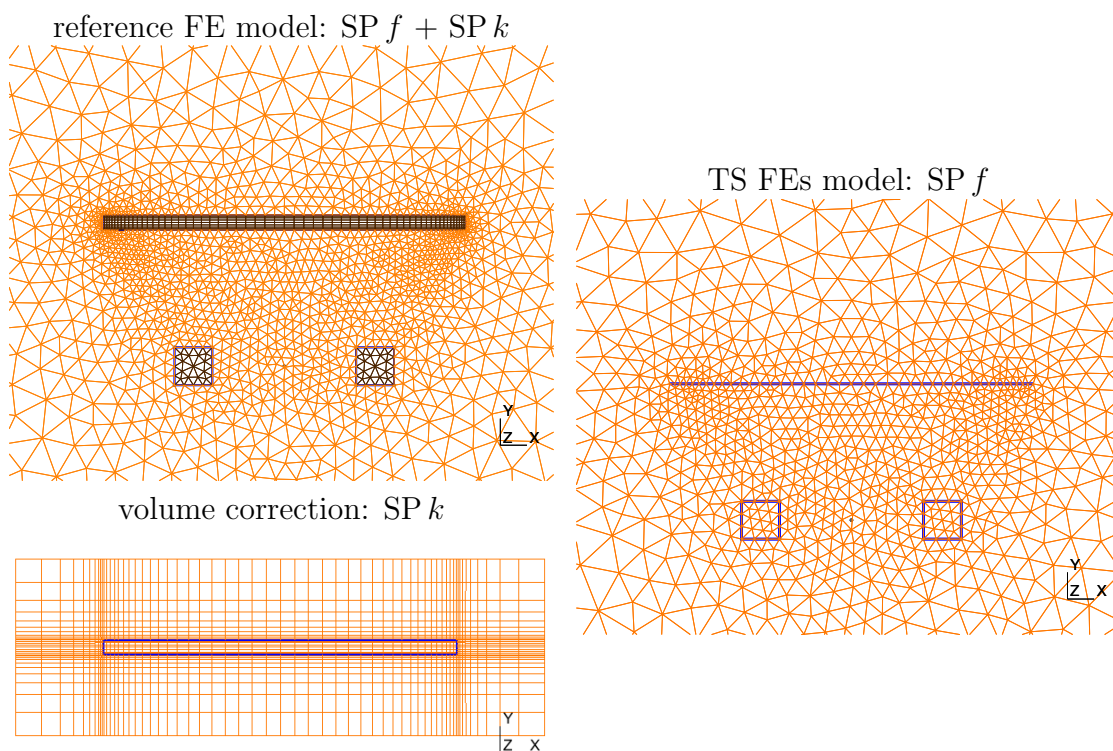 reference FE model: SP f + SP k
Y
Z X
volume correction: SP k
Y
Z X
TS FEs model: SP f
Y
Z X